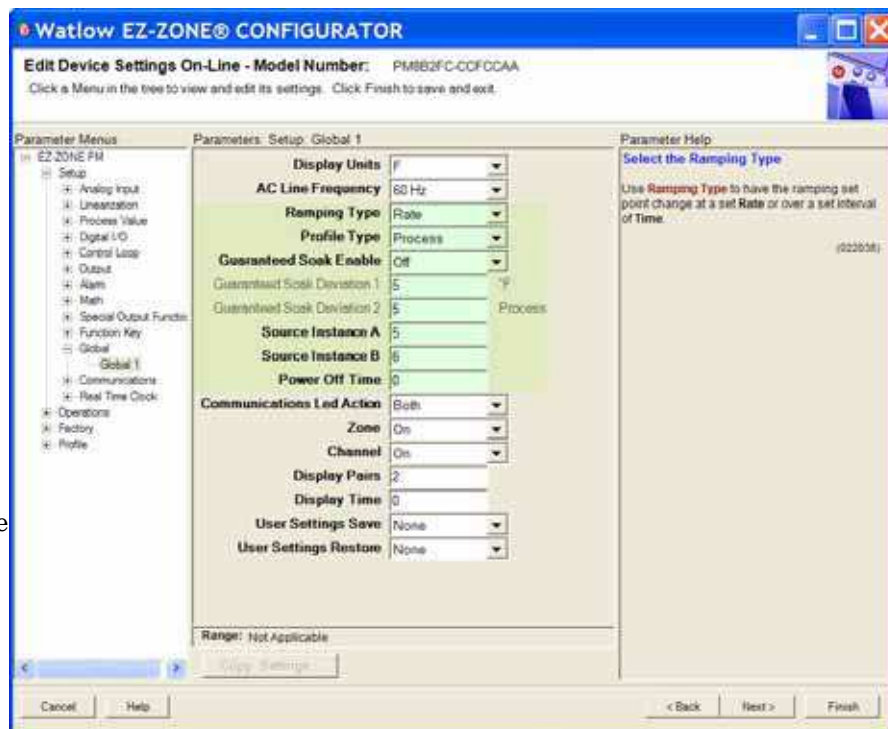 Watlow EZ-ZONE® CONFIGURATOR
Edit Device Settings On-Line - Model Number: PM8B2FC-CCFCCAA
Click a Menu in the tree to view and edit its settings. Click Finish to save and exit.
Parameter Menus
EZ-ZONE PM
Setup
Analog Input
Linearization
Process Value
Digital I/O
Control Loop
Output
Alarm
Math
Special Output Functio
Function Key
Global
Global 1
Communications
Real Time Clock
Operations
Factory
Profile
Parameters: Setup: Global 1
Display Units F
AC Line Frequency 60 Hz
Ramping Type Rate
Profile Type Process
Guaranteed Soak Enable Off
Guaranteed Soak Deviation 1 5 °F
Guaranteed Soak Deviation 2 5 Process
Source Instance A 5
Source Instance B 6
Power Off Time 0
Communications Led Action Both
Zone On
Channel On
Display Pairs 2
Display Time 0
User Settings Save None
User Settings Restore None
Range: Not Applicable
Copy Settings
Parameter Help
Select the Ramping Type
Use Ramping Type to have the ramping set
point change at a set Rate or over a set interval
of Time.
(022038)
e
Cancel
Help
< Back
Next >
Finish